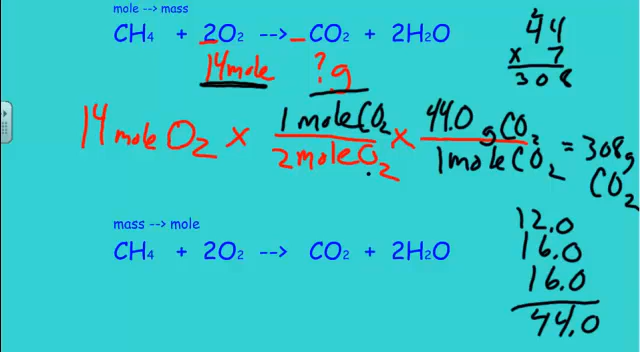 mole --> mass
CH4 + 2O2 --> CO2 + 2H2O
14mole ? g
44
x 7
308
14 mole O2 x 1 mole CO2 / 2 mole O2 x 44.0 g CO2 / 1 mole CO2 = 308g CO2
mass --> mole
CH4 + 2O2 --> CO2 + 2H2O
12.0
16.0
16.0
44.0